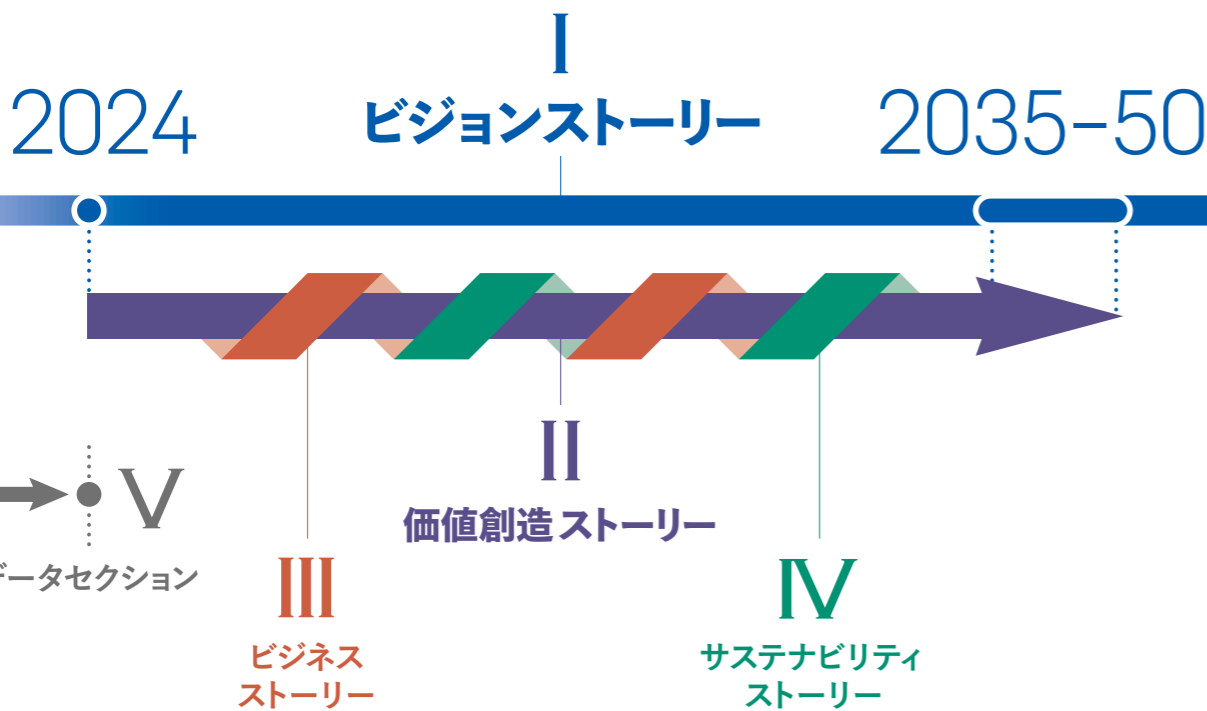 I
2024
ビジョンストーリー
2035-50
II
価値創造ストーリー
V
データセクション
III
ビジネス
ストーリー
IV
サステナビリティ
ストーリー